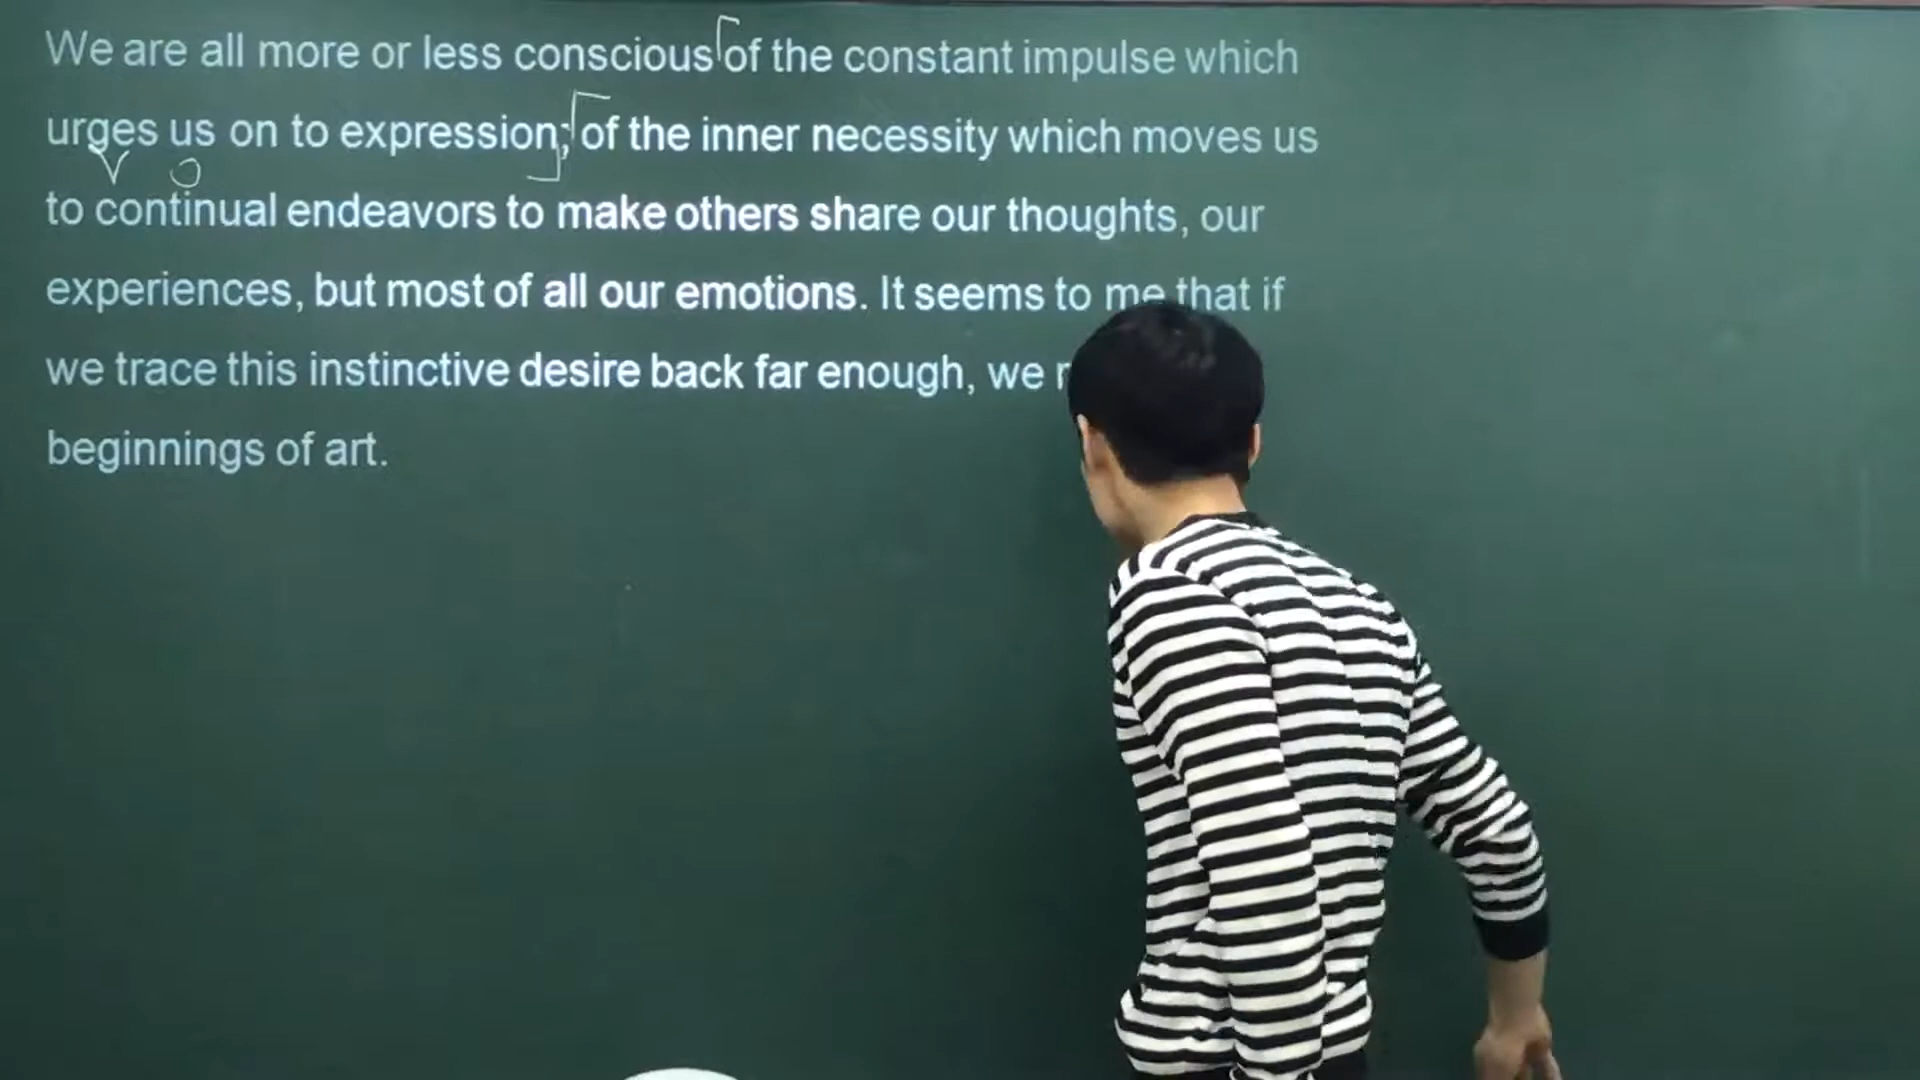 We are all more or less conscious of the constant impulse which
urges us on to expression; of the inner necessity which moves us
V O
to continual endeavors to make others share our thoughts, our
experiences, but most of all our emotions. It seems to me that if
we trace this instinctive desire back far enough, we
beginnings of art.